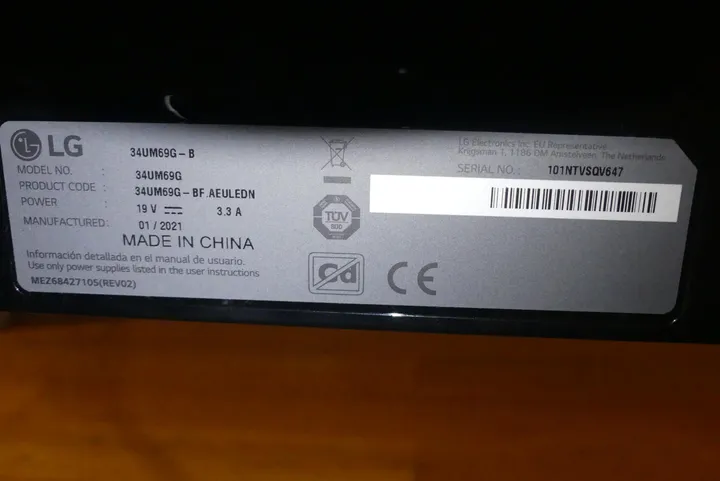 LG
34UM69G-B
MODEL NO. : 34UM69G
PRODUCT CODE : 34UM69G-BF.AEULEDN
POWER : 19 V 3.3 A
MANUFACTURED: 01 / 2021
MADE IN CHINA
Información detallada en el manual de usuario.
Use only power supplies listed in the user instructions
MEZ68427105(REV02)
TÜV
SÜD
Cd
CE
LG Electronics Inc. EU Representative
Krijgsman 1, 1186 DM Amstelveen, The Netherlands
SERIAL NO.: 101NTVSQV647